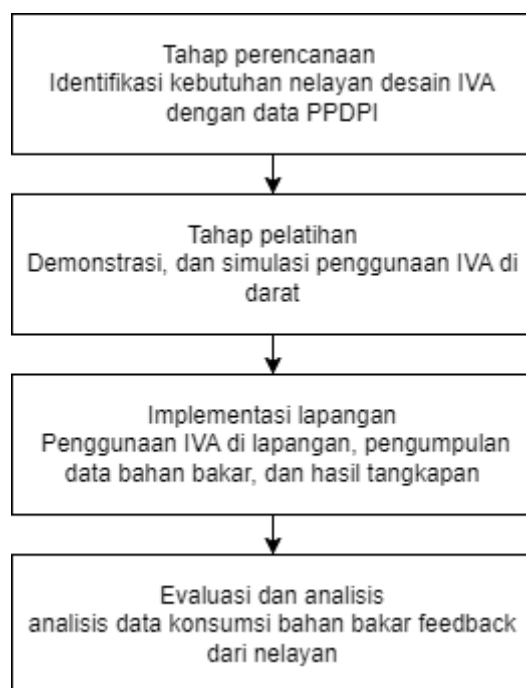 Tahap perencanaan
Identifikasi kebutuhan nelayan desain IVA
dengan data PPDPI
Tahap pelatihan
Demonstrasi, dan simulasi penggunaan IVA di
darat
Implementasi lapangan
Penggunaan IVA di lapangan, pengumpulan
data bahan bakar, dan hasil tangkapan
Evaluasi dan analisis
analisis data konsumsi bahan bakar feedback
dari nelayan